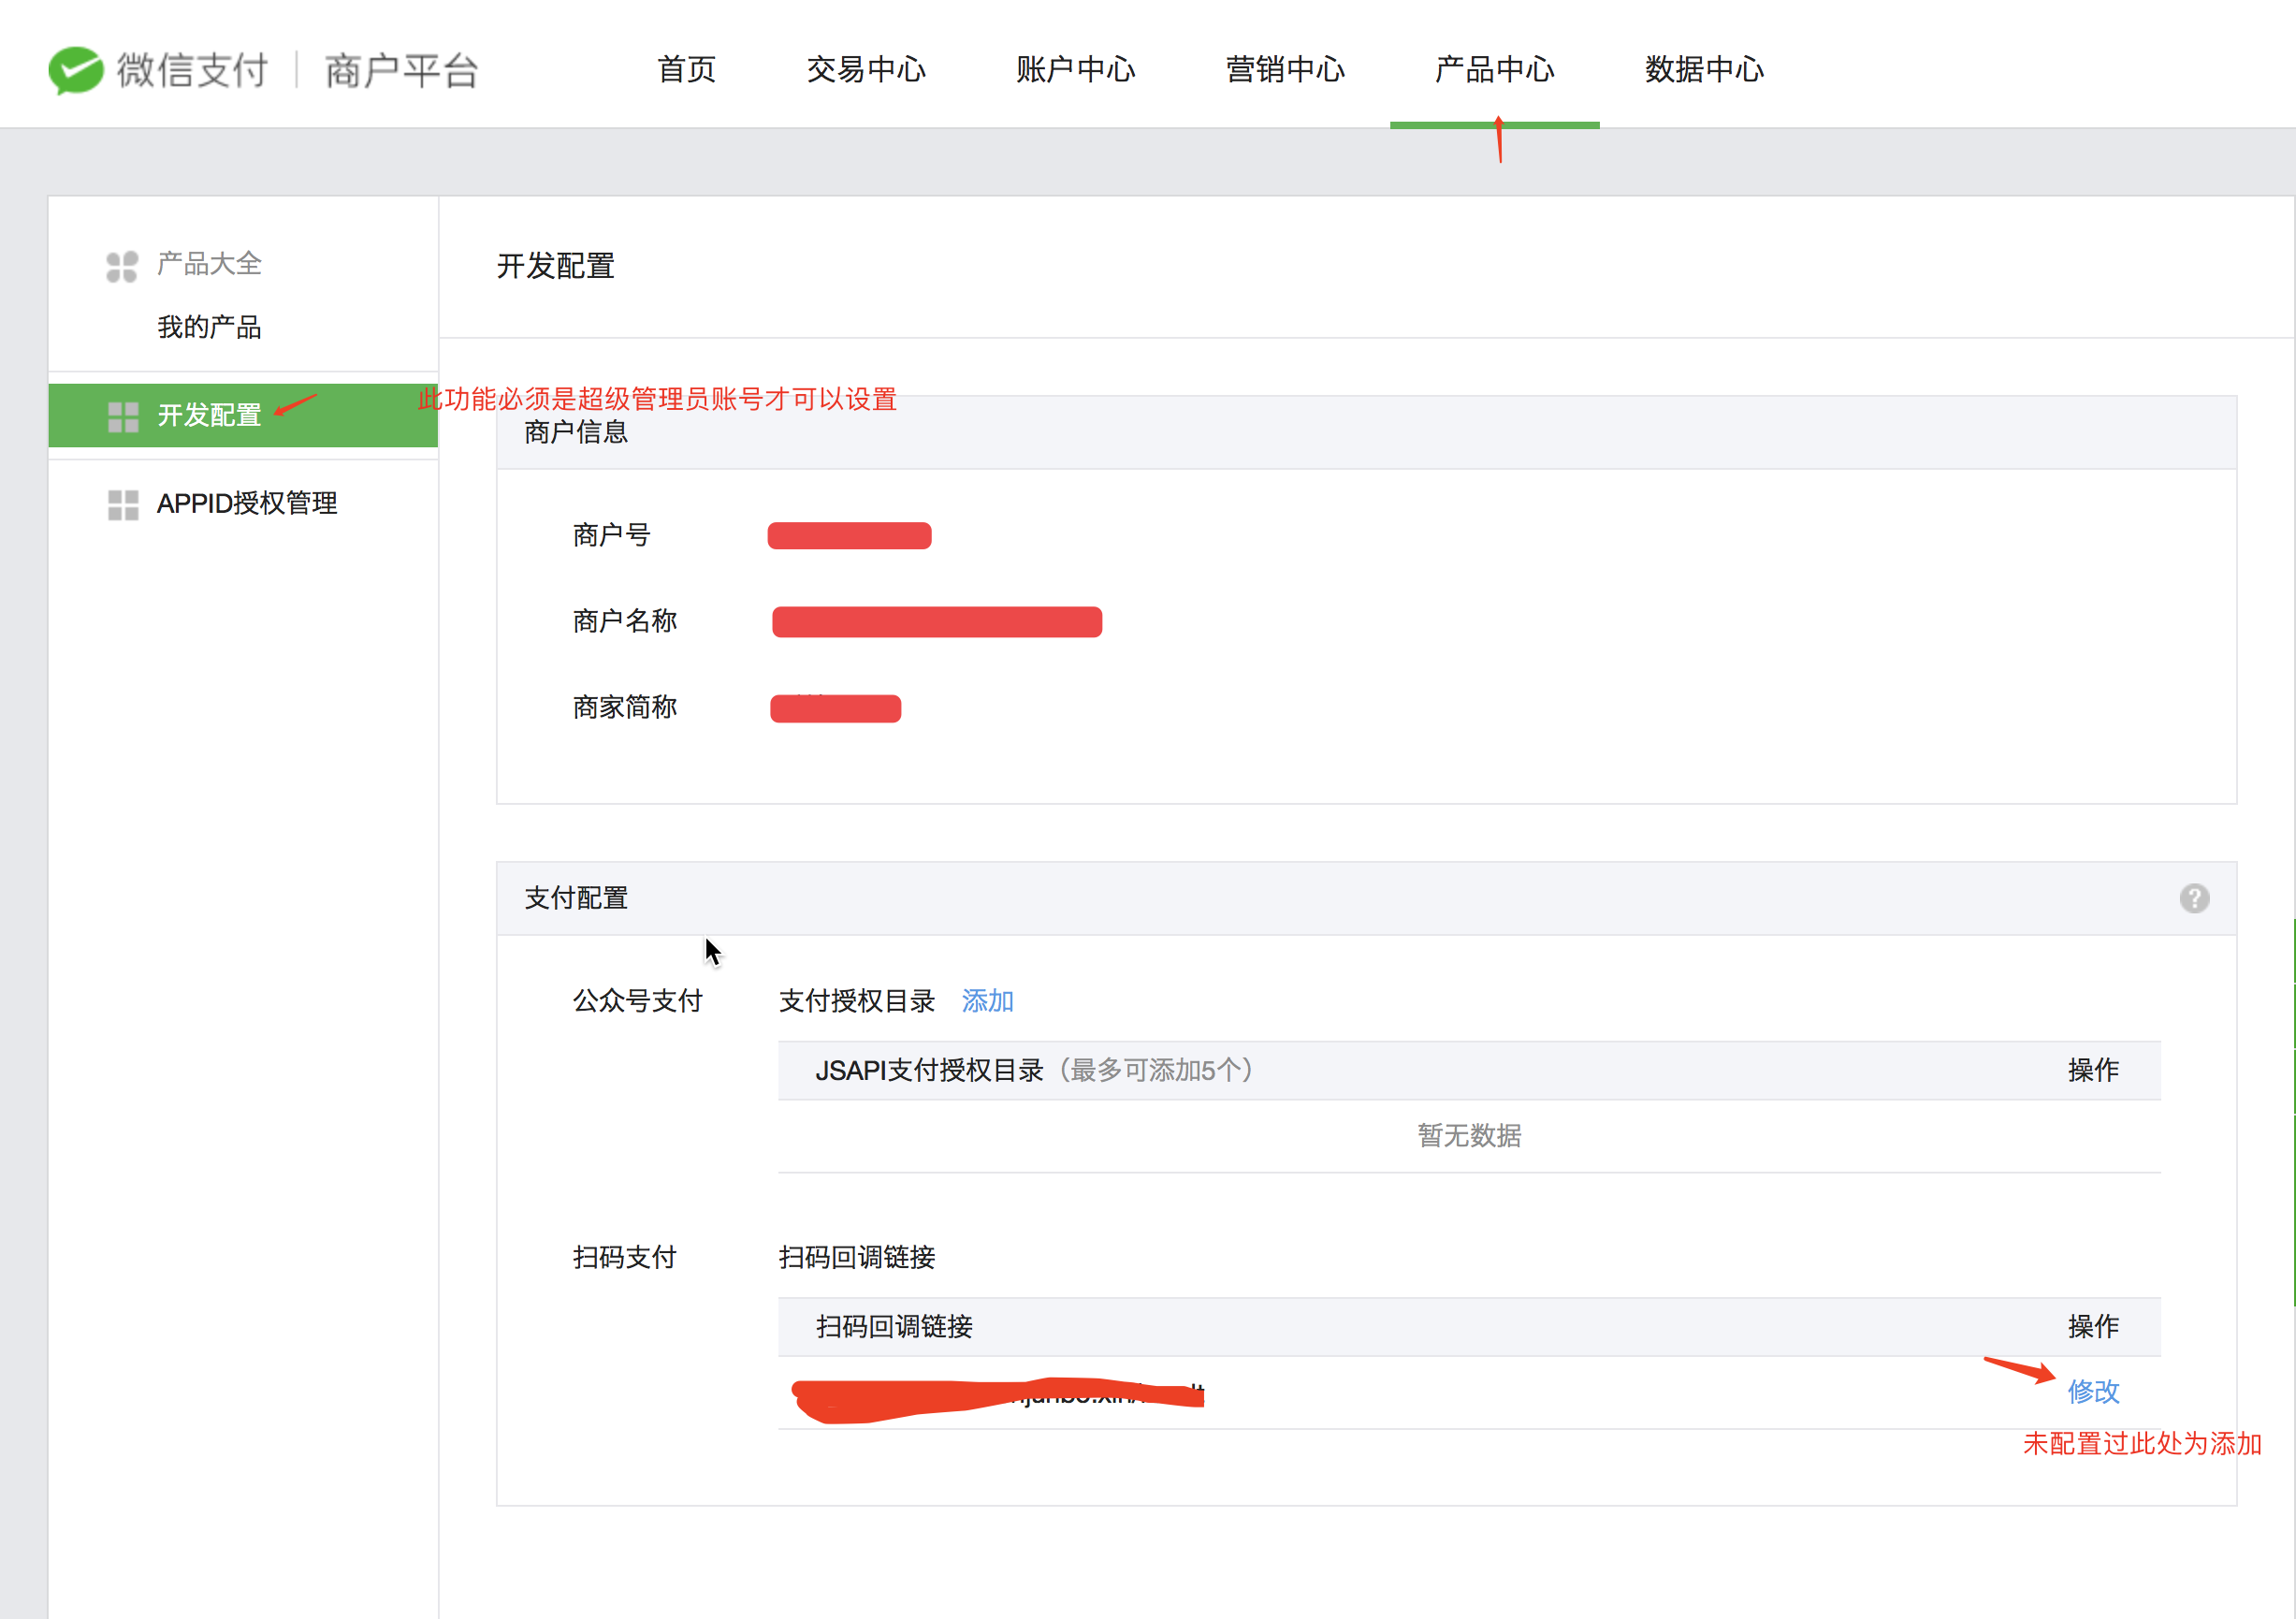 微信支付 商户平台
首页 交易中心 账户中心 营销中心 产品中心 数据中心
产品大全
我的产品
开发配置
APPID授权管理
开发配置
此功能必须是超级管理员账号才可以设置
商户信息
商户号
商户名称
商家简称
支付配置 ?
公众号支付 支付授权目录 添加
JSAPI支付授权目录（最多可添加5个） 操作
暂无数据
扫码支付 扫码回调链接
扫码回调链接 操作
修改
未配置过此处为添加